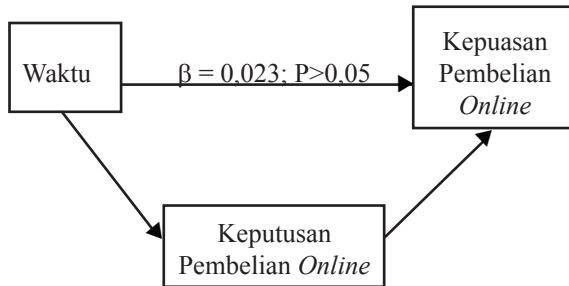 Waktu
β = 0,023; P>0,05
Kepuasan
Pembelian
Online
Keputusan
Pembelian Online